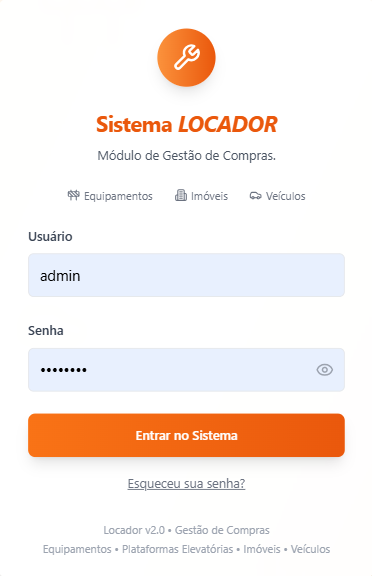 Sistema LOCADOR
Módulo de Gestão de Compras.
Equipamentos Imóveis Veículos
Usuário
admin
Senha
••••••••
Entrar no Sistema
Esqueceu sua senha?
Locador v2.0 • Gestão de Compras
Equipamentos • Plataformas Elevatórias • Imóveis • Veículos